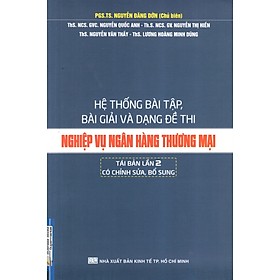 PGS.TS. NGUYỄN ĐĂNG DỜN (Chủ biên)
ThS. NCS. GVC. NGUYỄN QUỐC ANH - Th.S. NCS. GV. NGUYỄN THỊ HIỀN
ThS. NGUYỄN VĂN THẦY - ThS. LƯƠNG HOÀNG MINH DŨNG
HỆ THỐNG BÀI TẬP,
BÀI GIẢI VÀ DẠNG ĐỀ THI
NGHIỆP VỤ NGÂN HÀNG THƯƠNG MẠI
TÁI BẢN LẦN 2
CÓ CHỈNH SỬA, BỔ SUNG
NHÀ XUẤT BẢN KINH TẾ TP. HỒ CHÍ MINH